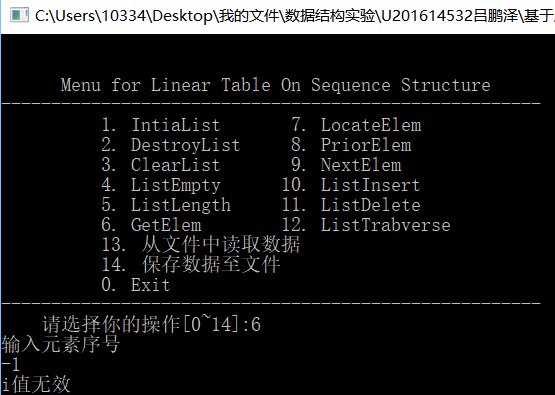 C:\Users\10334\Desktop\我的文件\数据结构实验\U201614532吕鹏泽\基于
Menu for Linear Table On Sequence Structure
-------------------------------------------------------
1. IntiaList 7. LocateElem
2. DestroyList 8. PriorElem
3. ClearList 9. NextElem
4. ListEmpty 10. ListInsert
5. ListLength 11. ListDelete
6. GetElem 12. ListTrabverse
13. 从文件中读取数据
14. 保存数据至文件
0. Exit
-------------------------------------------------------
请选择你的操作[0~14]:6
输入元素序号
-1
i值无效